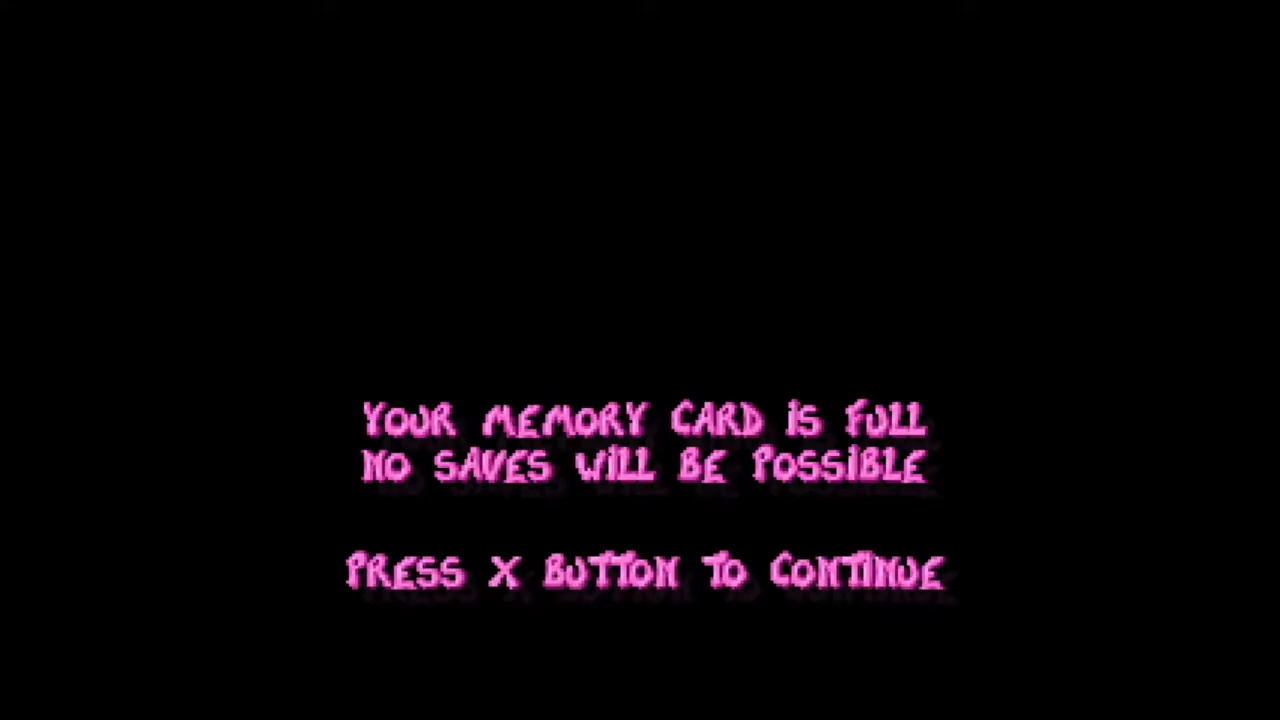 YOUR MEMORY CARD iS FULL
NO SAVES WiLL BE POSSiBLE
PRESS X BUTTON TO CONTINUE